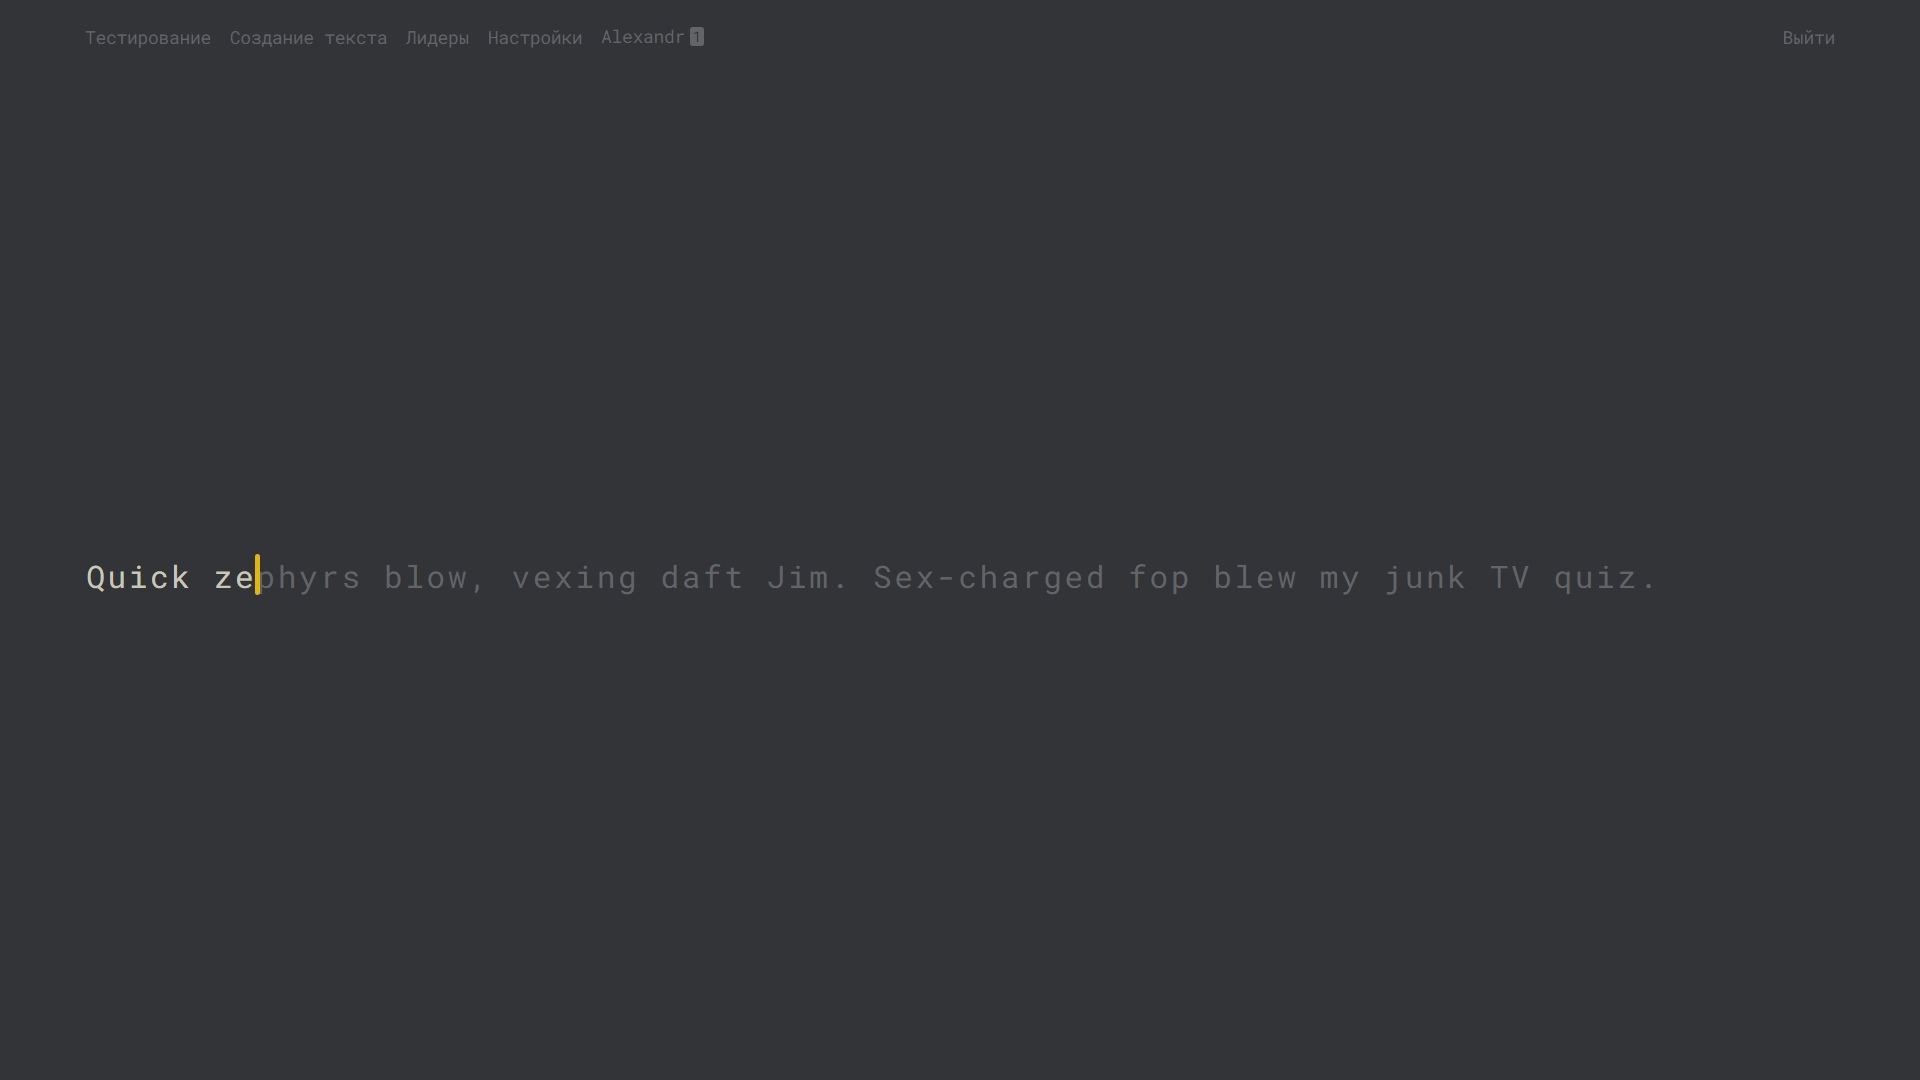 Тестирование Создание текста Лидеры Настройки Alexandr 1 Выйти
Quick zephyrs blow, vexing daft Jim. Sex-charged fop blew my junk TV quiz.